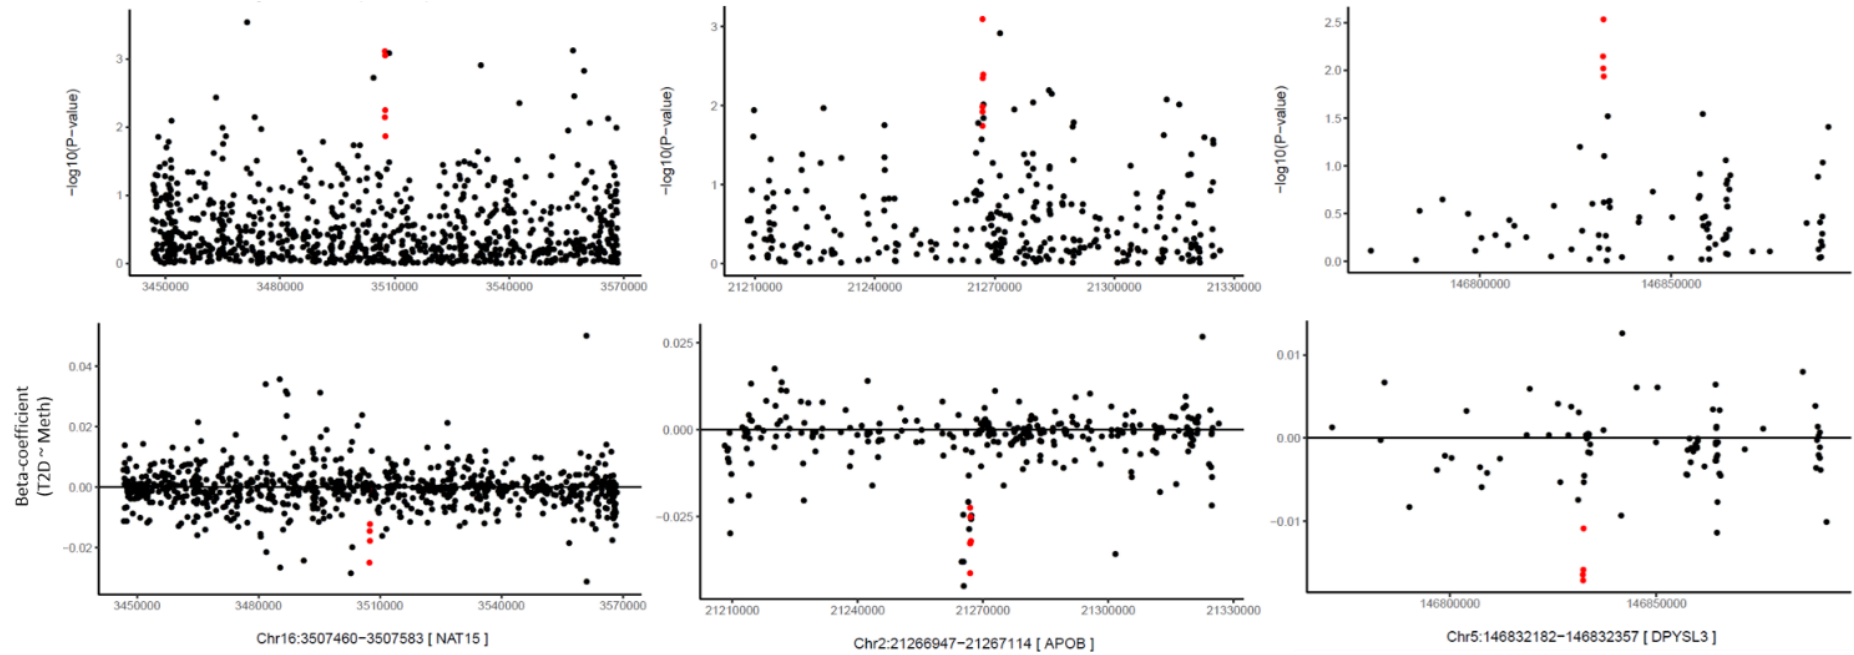 −log10(P−value)
3
2
1
0
3450000 3480000 3510000 3540000 3570000
−log10(P−value)
3
2
1
0
21210000 21240000 21270000 21300000 21330000
−log10(P−value)
2.5
2.0
1.5
1.0
0.5
0.0
146800000 146850000
Beta−coefficient
(T2D ~ Meth)
0.04
0.02
0.00
−0.02
3450000 3480000 3510000 3540000 3570000
Chr16:3507460−3507583 [ NAT15 ]
0.025
0.000
−0.025
21210000 21240000 21270000 21300000 21330000
Chr2:21266947−21267114 [ APOB ]
0.01
0.00
−0.01
146800000 146850000
Chr5:146832182−146832357 [ DPYSL3 ]